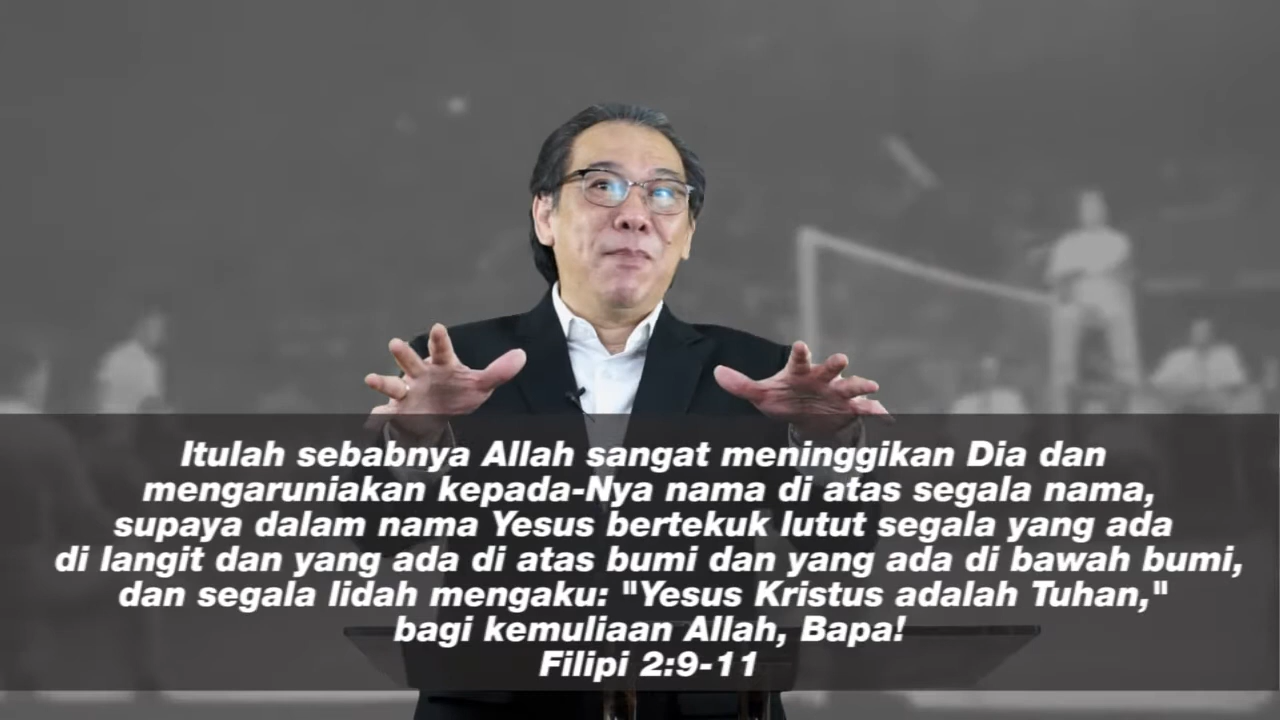 Itulah sebabnya Allah sangat meninggikan Dia dan
mengaruniakan kepada-Nya nama di atas segala nama,
supaya dalam nama Yesus bertekuk lutut segala yang ada
di langit dan yang ada di atas bumi dan yang ada di bawah bumi,
dan segala lidah mengaku: "Yesus Kristus adalah Tuhan,"
bagi kemuliaan Allah, Bapa!
Filipi 2:9-11